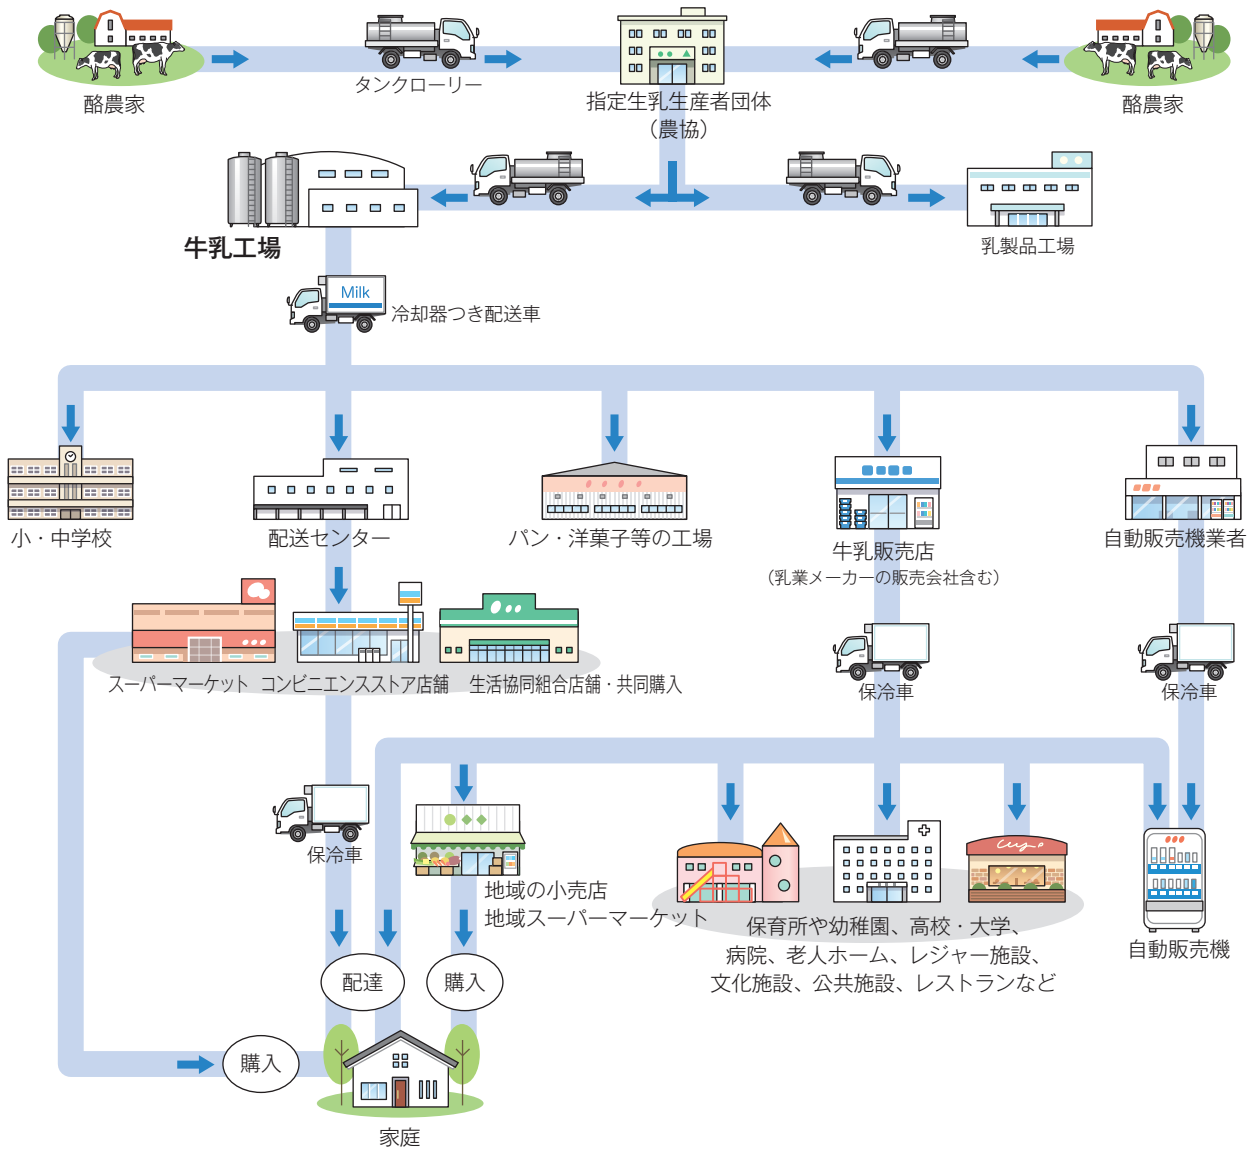 酪農家
タンクローリー
指定生乳生産者団体
（農協）
酪農家
牛乳工場
乳製品工場
Milk
冷却器つき配送車
小・中学校
配送センター
パン・洋菓子等の工場
牛乳販売店
（乳業メーカーの販売会社含む）
自動販売機業者
スーパーマーケット
コンビニエンスストア店舗
生活協同組合店舗・共同購入
保冷車
保冷車
保冷車
地域の小売店
地域スーパーマーケット
保育所や幼稚園、高校・大学、
病院、老人ホーム、レジャー施設、
文化施設、公共施設、レストランなど
自動販売機
配達
購入
購入
家庭